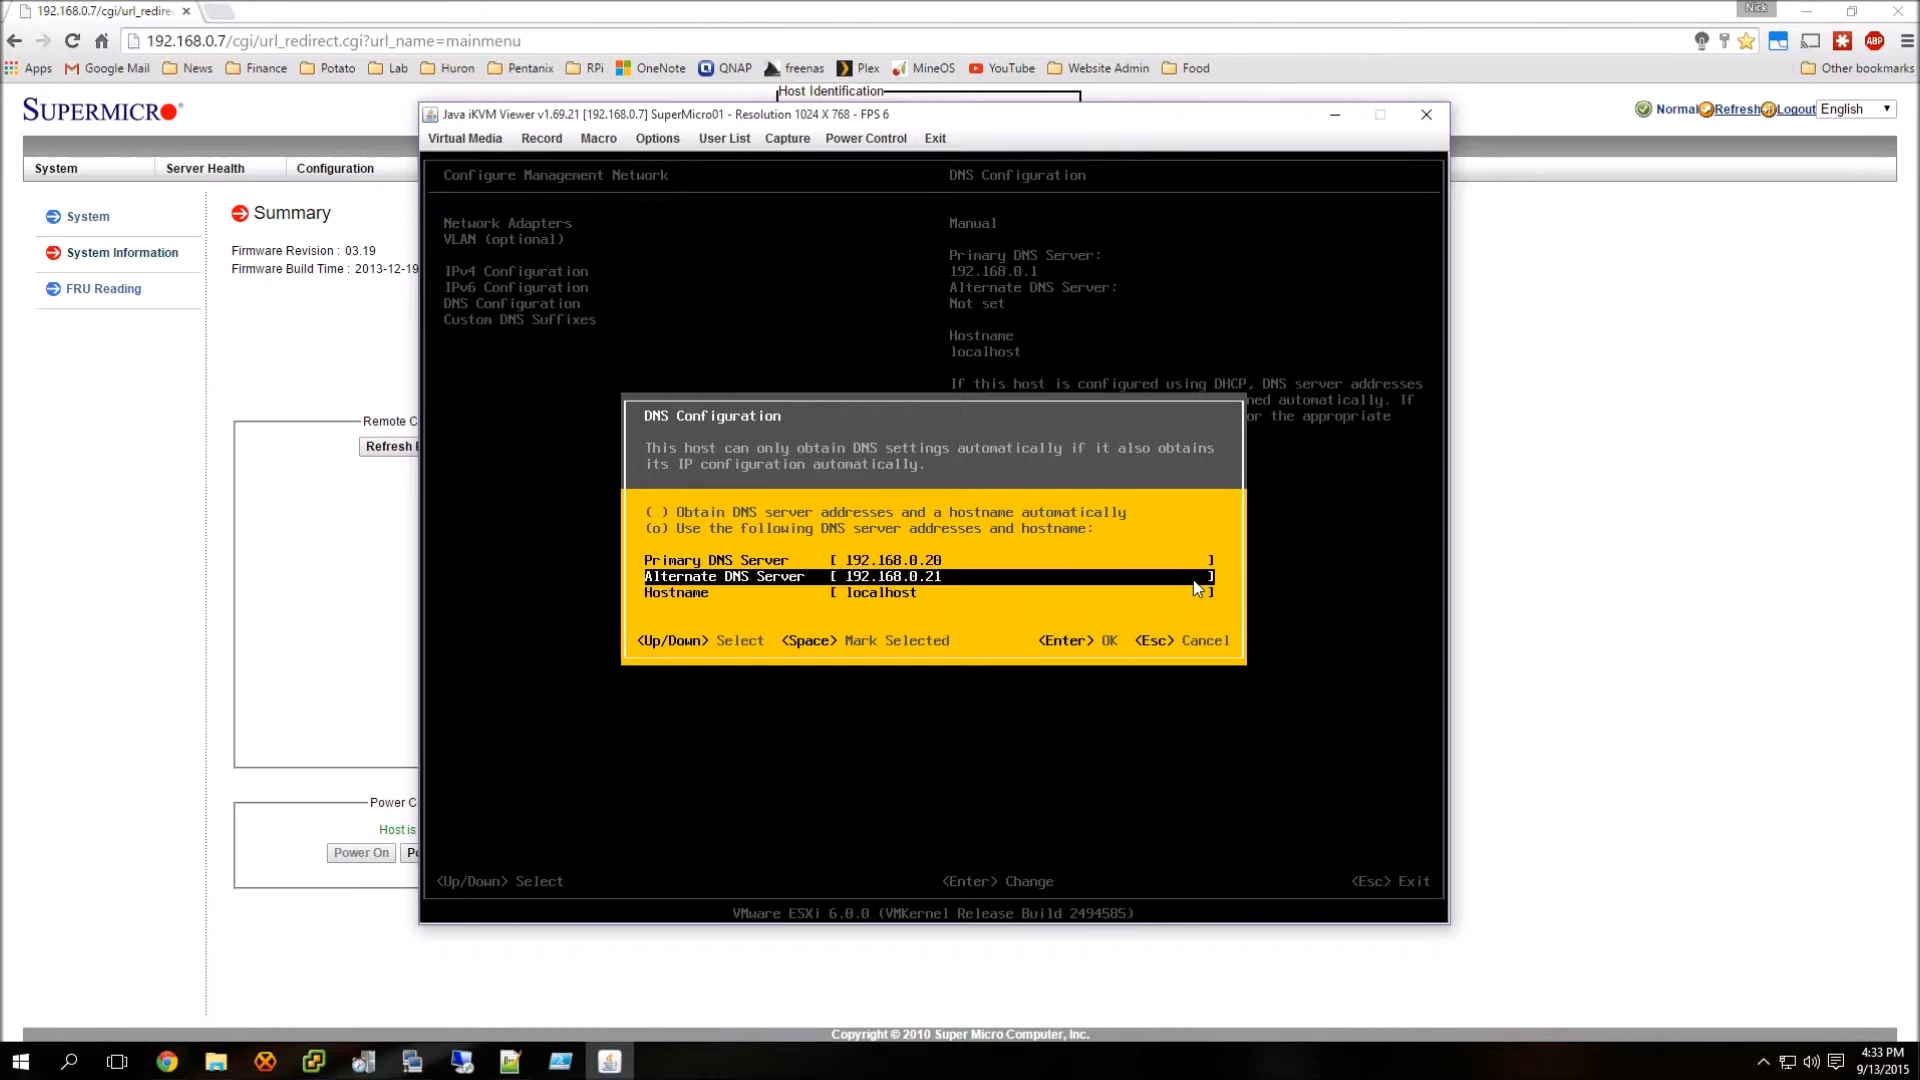 192.168.0.7/cgi/url_redire
Nick
192.168.0.7/cgi/url_redirect.cgi?url_name=mainmenu
ABP
Apps Google Mail News Finance Potato Lab Huron Pentanix RPi OneNote QNAP freenas Plex MineOS YouTube Website Admin Food Other bookmarks
Host Identification
SUPERMICRO
Normal Refresh Logout English
Java iKVM Viewer v1.69.21 [192.168.0.7] SuperMicro01 - Resolution 1024 X 768 - FPS 6
Virtual Media Record Macro Options User List Capture Power Control Exit
System Server Health Configuration
System
System Information
FRU Reading
Summary
Firmware Revision : 03.19
Firmware Build Time : 2013-12-19
Remote C
Refresh
Power C
Host is
Power On
Configure Management Network DNS Configuration
Network Adapters
VLAN (optional)
IPv4 Configuration
IPv6 Configuration
DNS Configuration
Custom DNS Suffixes
Manual
Primary DNS Server:
192.168.0.1
Alternate DNS Server:
Not set
Hostname
localhost
If this host is configured using DHCP, DNS server addresses
ned automatically. If
or the appropriate
DNS Configuration
This host can only obtain DNS settings automatically if it also obtains
its IP configuration automatically.
( ) Obtain DNS server addresses and a hostname automatically
(o) Use the following DNS server addresses and hostname:
Primary DNS Server [ 192.168.0.20 ]
Alternate DNS Server [ 192.168.0.21 ]
Hostname [ localhost ]
<Up/Down> Select <Space> Mark Selected <Enter> OK <Esc> Cancel
<Up/Down> Select <Enter> Change <Esc> Exit
VMware ESXi 6.0.0 (VMKernel Release Build 2494585)
Copyright © 2010 Super Micro Computer, Inc.
4:33 PM
9/13/2015